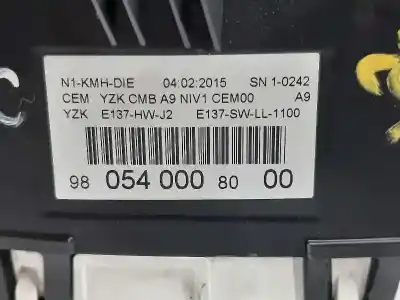 N1-KMH-DIE 04:02:2015 SN 1-0242
CEM YZK CMB A9 NIV1 CEM00 A9
YZK E137-HW-J2 E137-SW-LL-1100
98 054 000 80 00
C